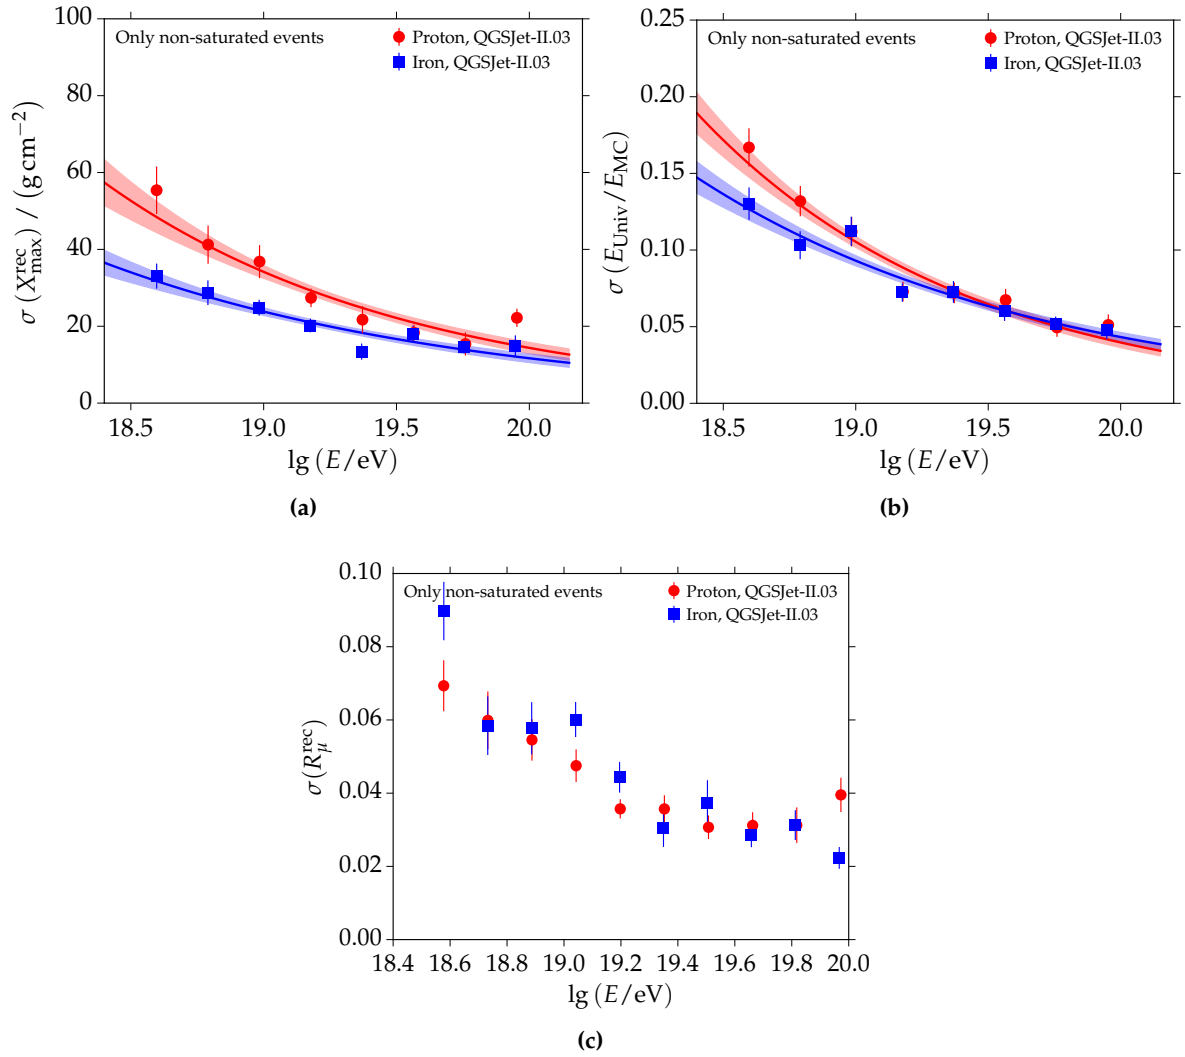 100
80
60
40
20
0
σ (X_max^rec) / (g cm−2)
Only non-saturated events
Proton, QGSJet-II.03
Iron, QGSJet-II.03
18.5 19.0 19.5 20.0
lg (E/eV)
(a)
0.25
0.20
0.15
0.10
0.05
0.00
σ (E_Univ/E_MC)
Only non-saturated events
Proton, QGSJet-II.03
Iron, QGSJet-II.03
18.5 19.0 19.5 20.0
lg (E/eV)
(b)
0.10
0.08
0.06
0.04
0.02
0.00
σ(R_μ^rec)
Only non-saturated events
Proton, QGSJet-II.03
Iron, QGSJet-II.03
18.4 18.6 18.8 19.0 19.2 19.4 19.6 19.8 20.0
lg (E/eV)
(c)